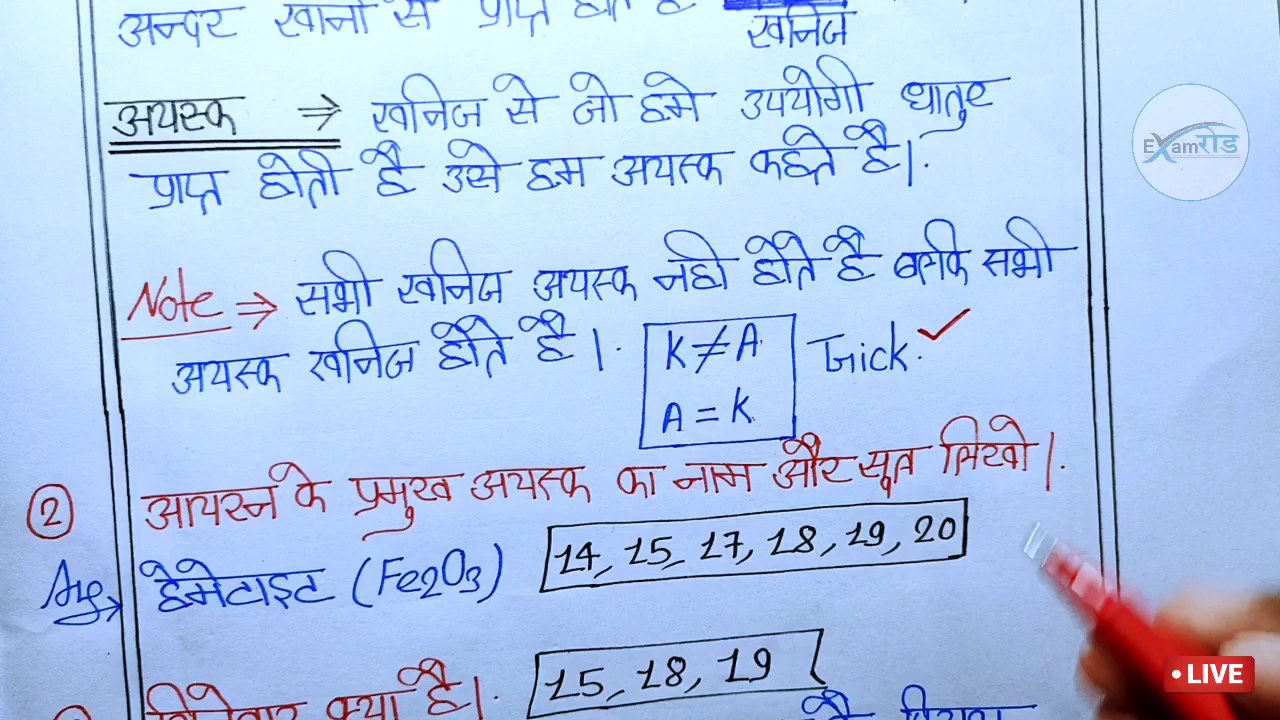 अन्दर खानों से प्राप्त होते है
खनिज
अयस्क ⇒ खनिज से जो हमे उपयोगी धातुए
प्राप्त होती है उसे हम अयस्क कहते है।.
Examरोड
Note ⇒ सभी खनिज अयस्क नही होते है बल्कि सभी
अयस्क खनिज होते है।.
K≠A
A=K
Trick.
② आयरन के प्रमुख अयस्क का नाम और सूत्र लिखो।.
14, 15, 17, 18, 19, 20
Ans→ हेमेटाइट (Fe2O3)
15, 18, 19
क्या है।.
• LIVE